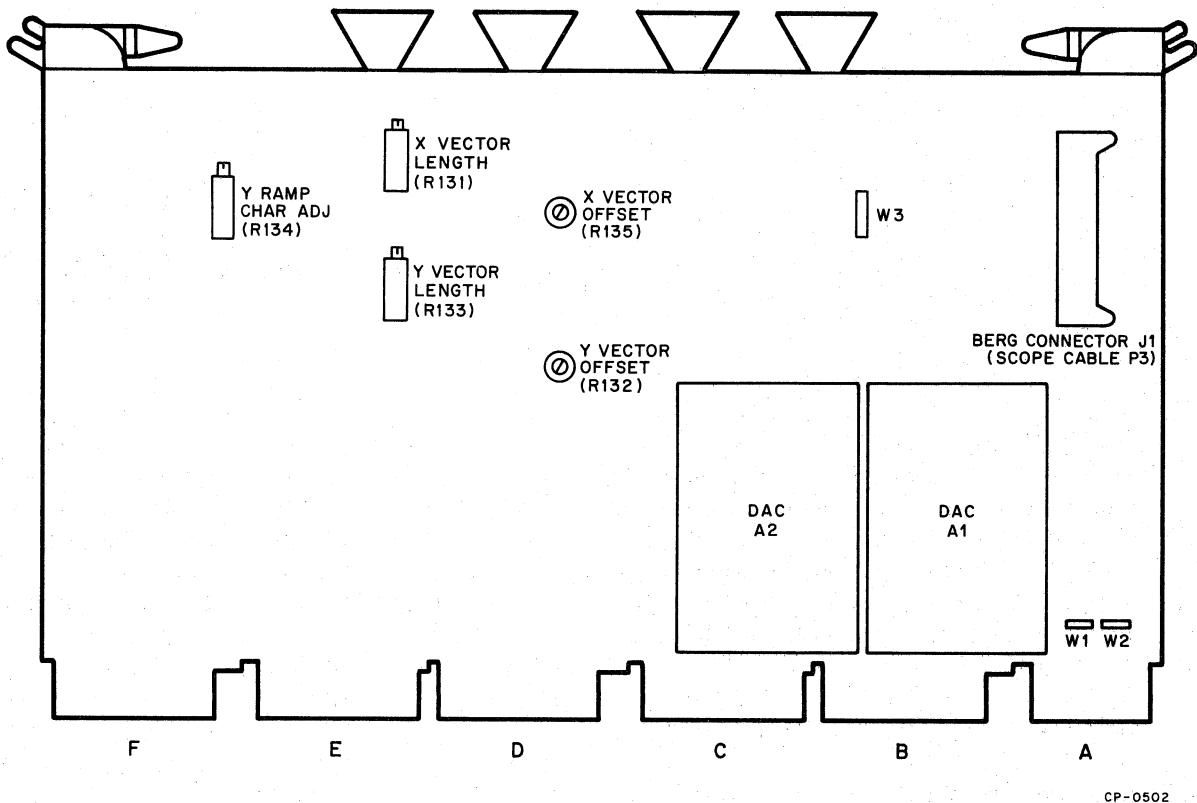 X VECTOR
LENGTH
(R131)
Y RAMP
CHAR ADJ
(R134)
X VECTOR
OFFSET
(R135)
W3
Y VECTOR
LENGTH
(R133)
BERG CONNECTOR J1
(SCOPE CABLE P3)
Y VECTOR
OFFSET
(R132)
DAC
A2
DAC
A1
W1 W2
F E D C B A
CP-0502